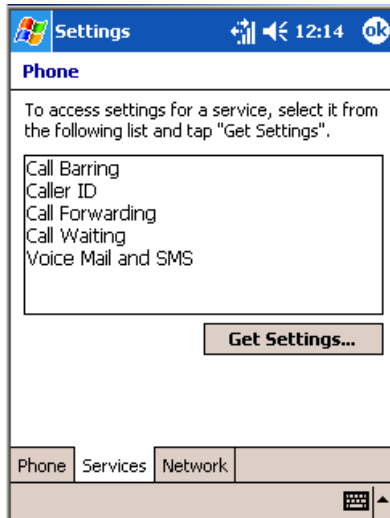 Settings 12:14 ok
Phone
To access settings for a service, select it from
the following list and tap "Get Settings".
Call Barring
Caller ID
Call Forwarding
Call Waiting
Voice Mail and SMS
Get Settings...
Phone Services Network